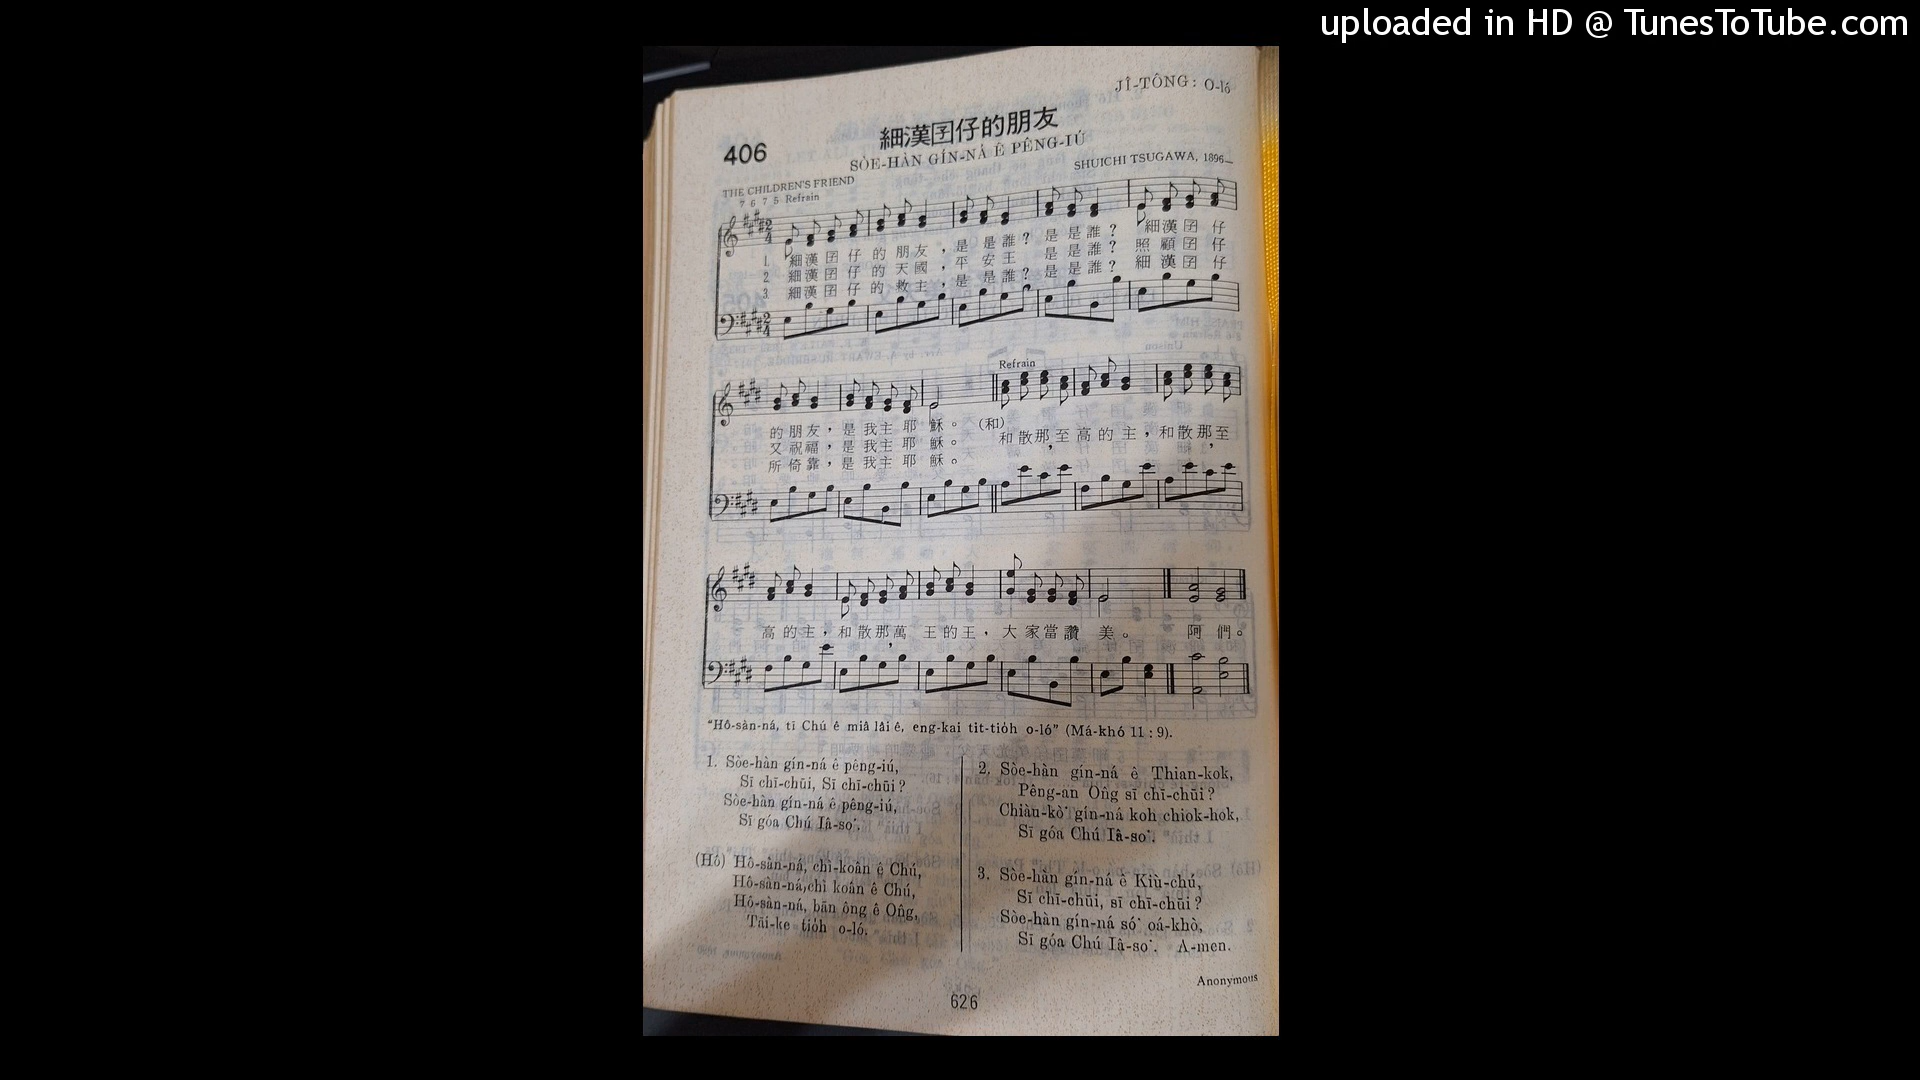 uploaded in HD @ TunesToTube.com
JÎ-TÔNG: O-ló
細漢囝仔的朋友
406
SÒE-HÀN GÍN-NÁ Ê PÊNG-IÚ
SHUICHI TSUGAWA, 1896–
THE CHILDREN'S FRIEND
7 6 7 5 Refrain
1. 細漢囝仔的朋友，是是誰？是是誰？細漢囝仔
2. 細漢囝仔的天國，平安王是是誰？照顧囝仔
3. 細漢囝仔的救主，是是誰？是是誰？細漢囝仔
Refrain
的朋友，是我主耶穌。(和)
又祝福，是我主耶穌。
和散那至高的主，和散那至
所倚靠，是我主耶穌。
高的主，和散那萬王的王，大家當讚美。阿們。
"Hô-sàn-ná, tī Chú ê miâ lâi ê, eng-kai tit-tio̍h o-ló" (Má-khó 11 : 9).
1. Sòe-hàn gín-ná ê pêng-iú,
Sī chī-chūi, Sī chī-chūi?
Sòe-hàn gín-ná ê pêng-iú,
Sī góa Chú Iâ-so͘.
(Hô) Hô-sàn-ná, chì-koân ê Chú,
Hô-sàn-ná,chì koân ê Chú,
Hô-sàn-ná, bān ông ê Ông,
Tāi-ke tio̍h o-ló.
2. Sòe-hàn gín-ná ê Thian-kok,
Pêng-an Ông sī chī-chūi?
Chiàu-kò͘ gín-ná koh chiok-hok,
Sī góa Chú Iâ-so͘.
3. Sòe-hàn gín-ná ê Kiù-chú,
Sī chī-chūi, sī chī-chūi?
Sòe-hàn gín-ná só͘ oá-khò,
Sī góa Chú Iâ-so͘. A-men.
Anonymous
626